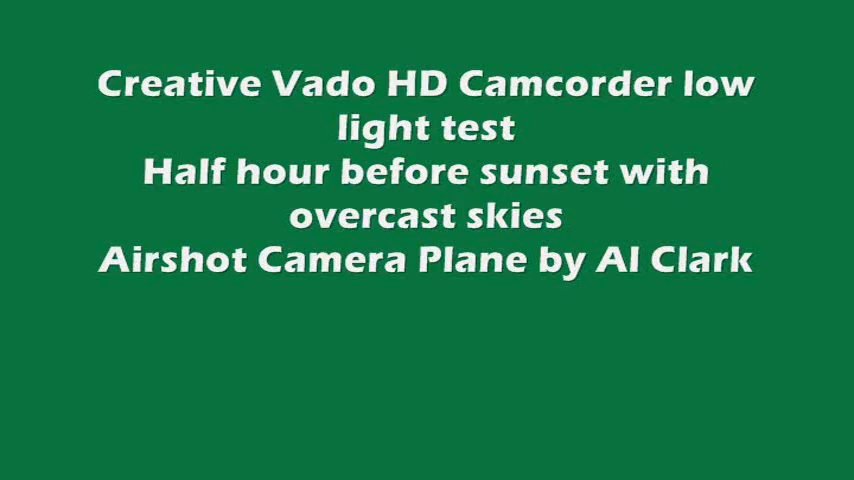 Creative Vado HD Camcorder low
light test
Half hour before sunset with
overcast skies
Airshot Camera Plane by Al Clark